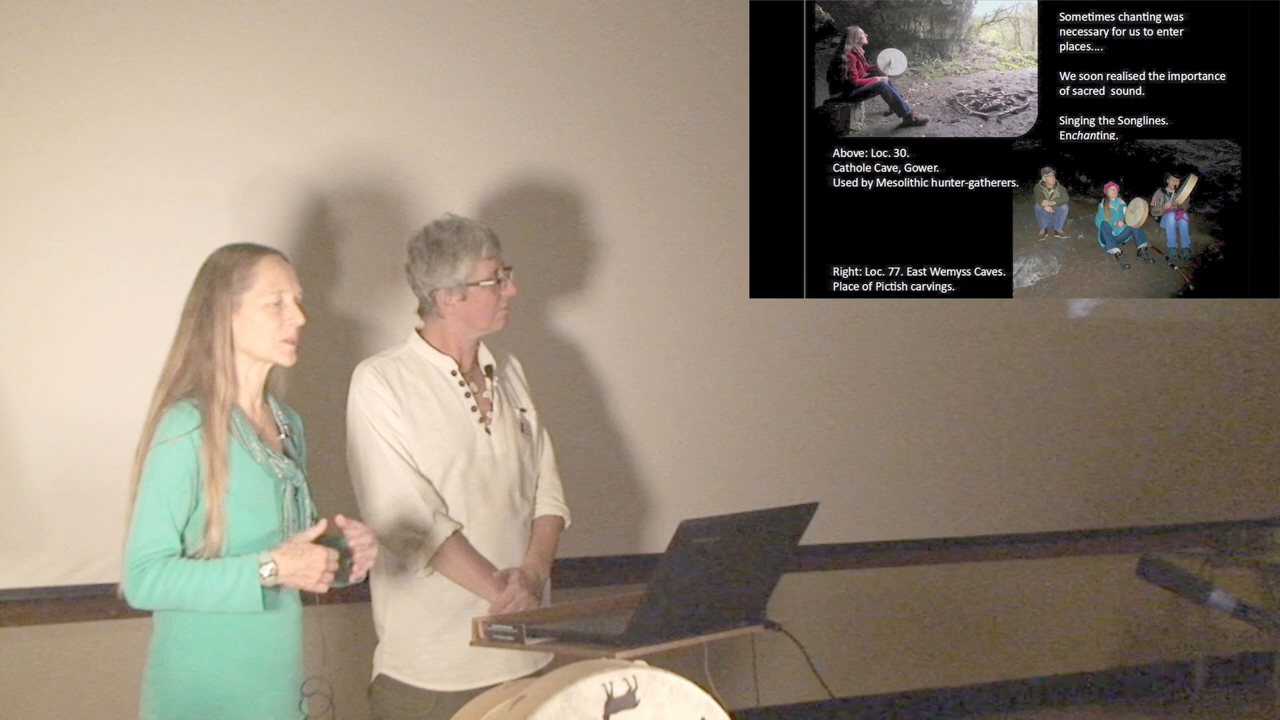 Sometimes chanting was
necessary for us to enter
places....
We soon realised the importance
of sacred sound.
Singing the Songlines.
Enchanting.
Above: Loc. 30.
Cathole Cave, Gower.
Used by Mesolithic hunter-gatherers.
Right: Loc. 77. East Wemyss Caves.
Place of Pictish carvings.